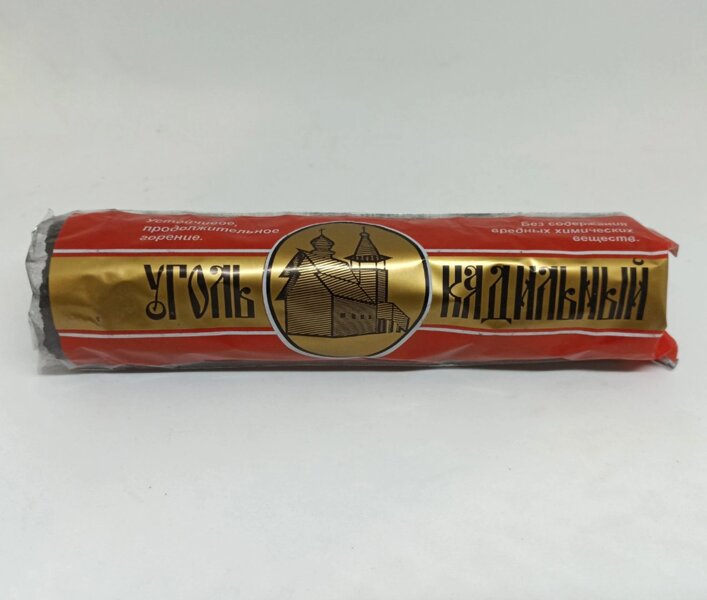 Устойчивое,
продолжительное
горение.
Без содержания
вредных химических
веществ.
УГОЛЬ КАДИЛЬНЫЙ